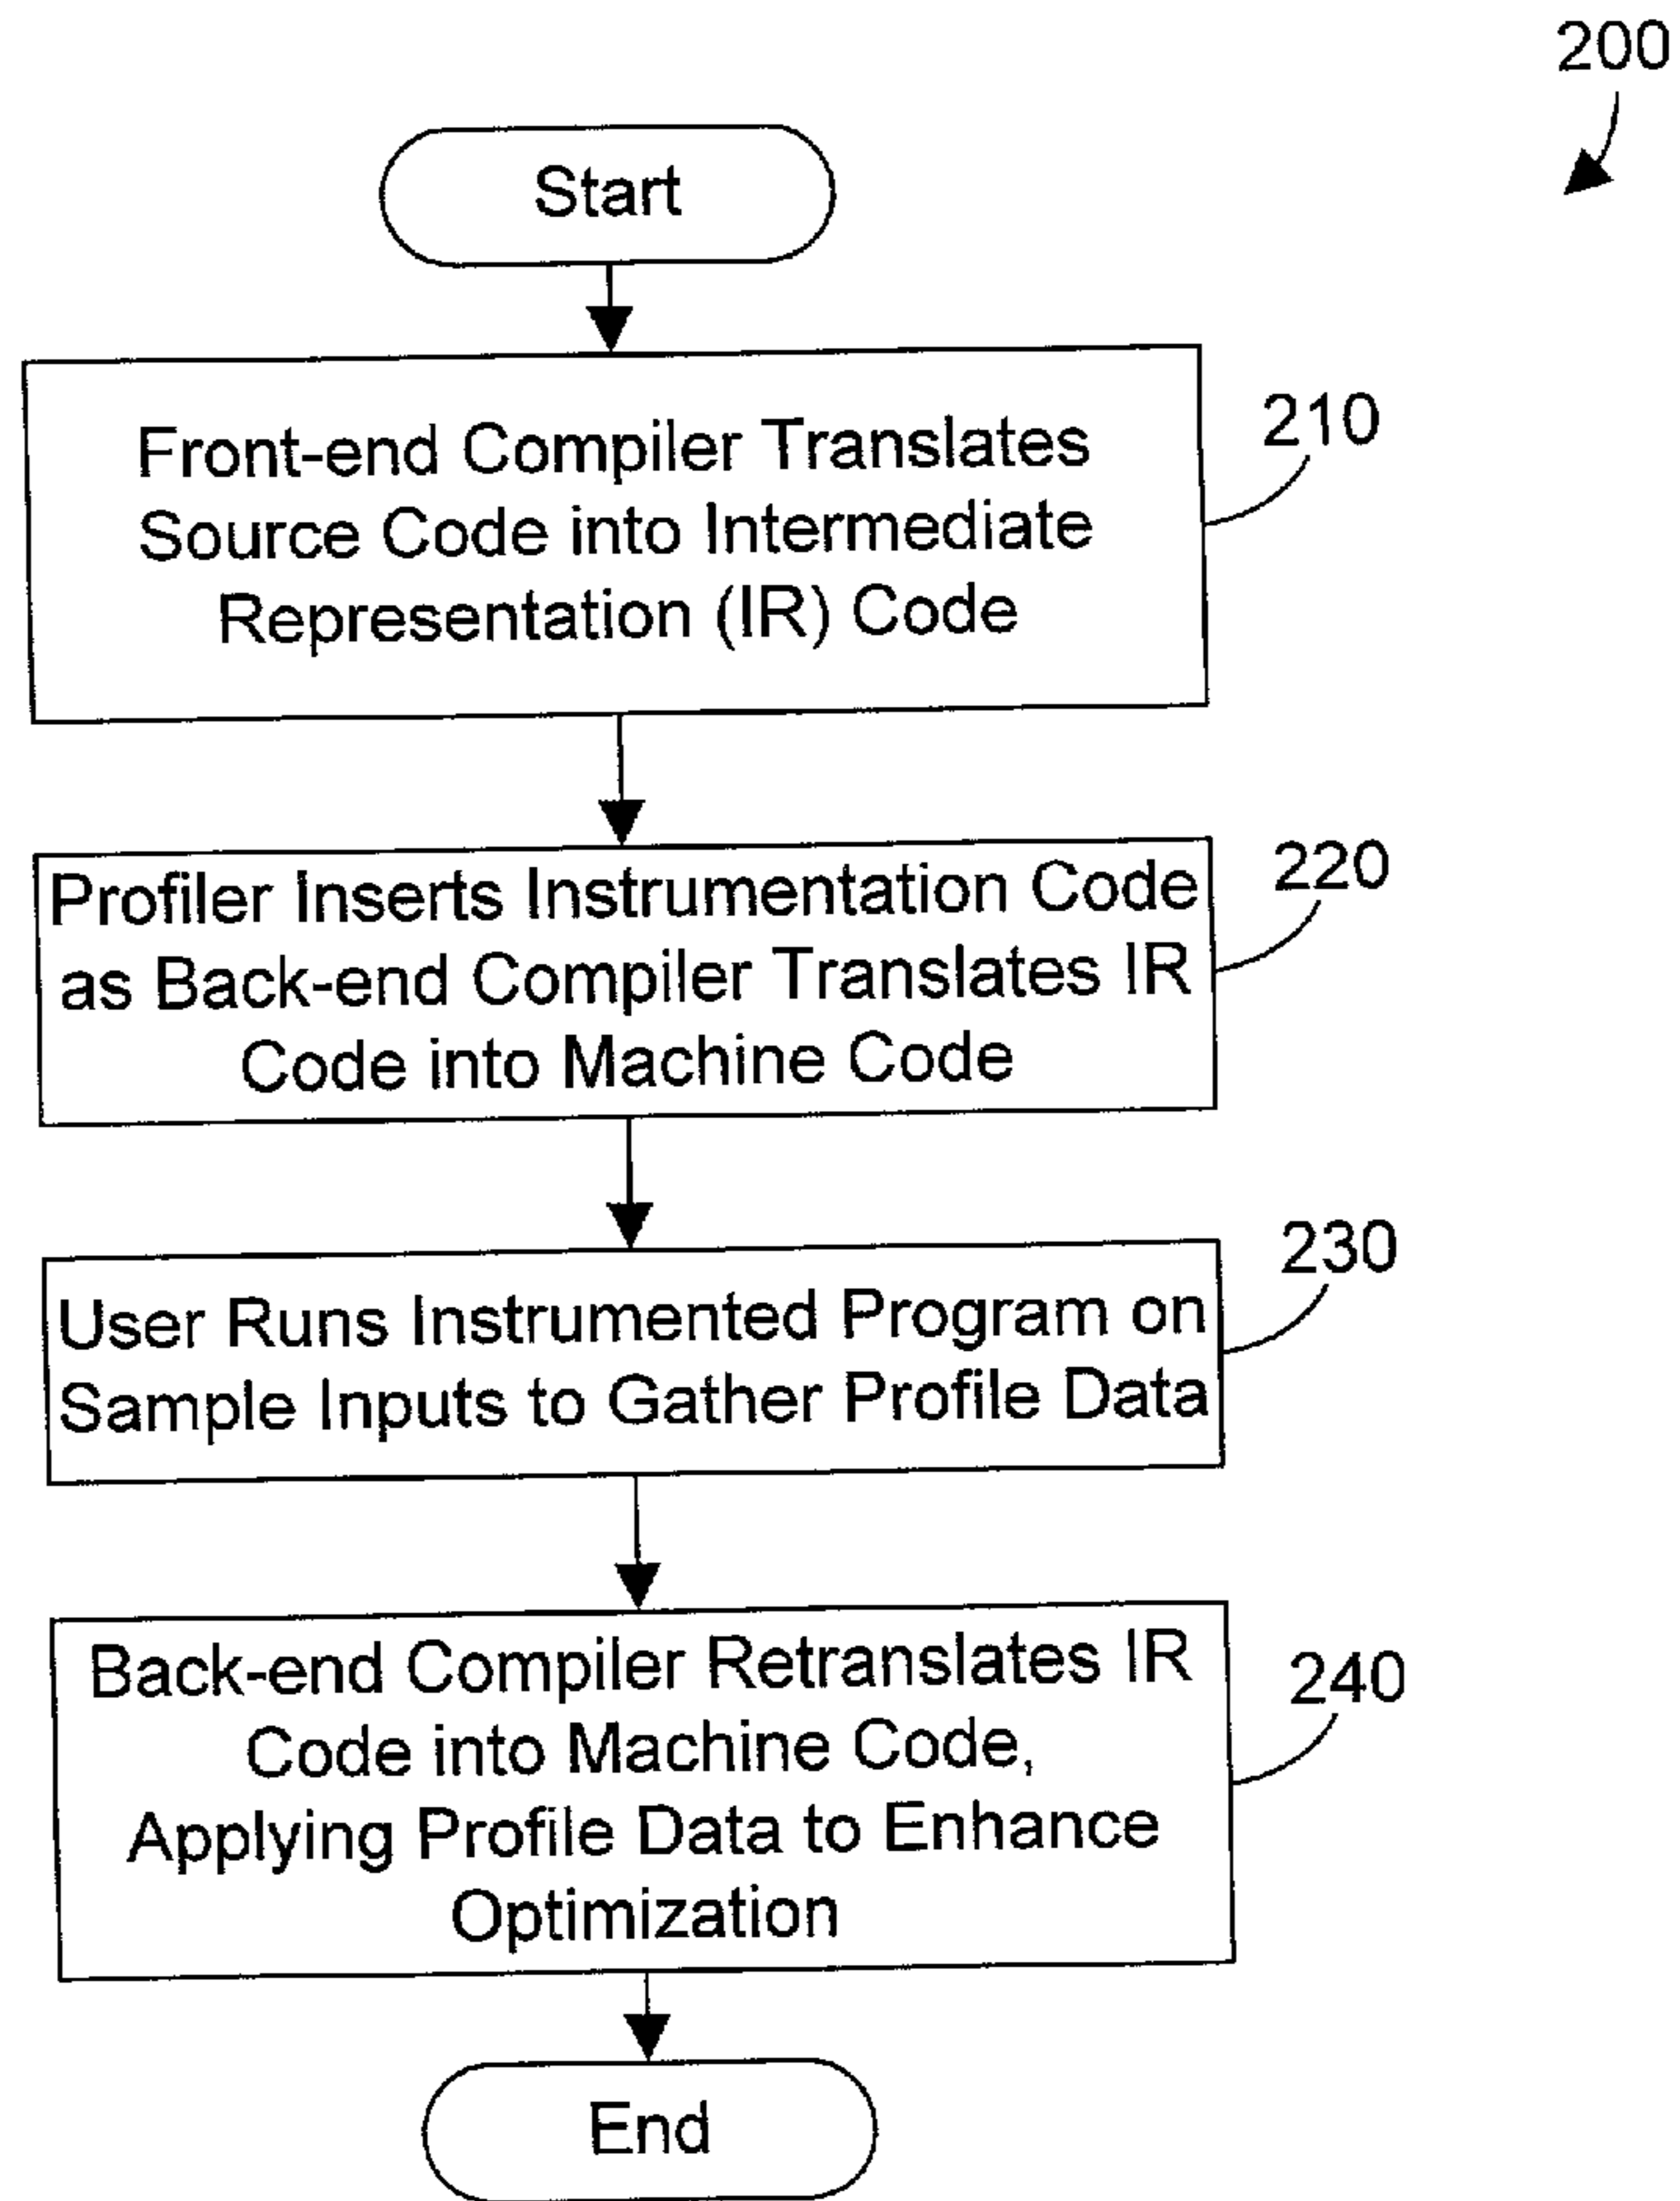 200
Start
Front-end Compiler Translates
Source Code into Intermediate
Representation (IR) Code
210
Profiler Inserts Instrumentation Code
as Back-end Compiler Translates IR
Code into Machine Code
220
User Runs Instrumented Program on
Sample Inputs to Gather Profile Data
230
Back-end Compiler Retranslates IR
Code into Machine Code,
Applying Profile Data to Enhance
Optimization
240
End